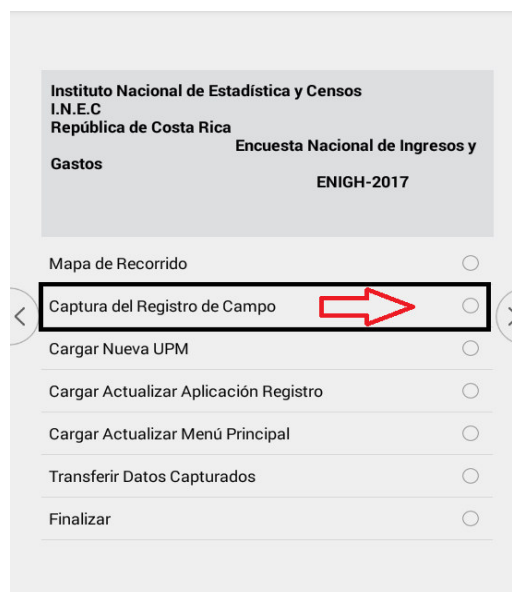 Instituto Nacional de Estadística y Censos
I.N.E.C
República de Costa Rica
Encuesta Nacional de Ingresos y
Gastos
ENIGH-2017
Mapa de Recorrido
Captura del Registro de Campo
Cargar Nueva UPM
Cargar Actualizar Aplicación Registro
Cargar Actualizar Menú Principal
Transferir Datos Capturados
Finalizar